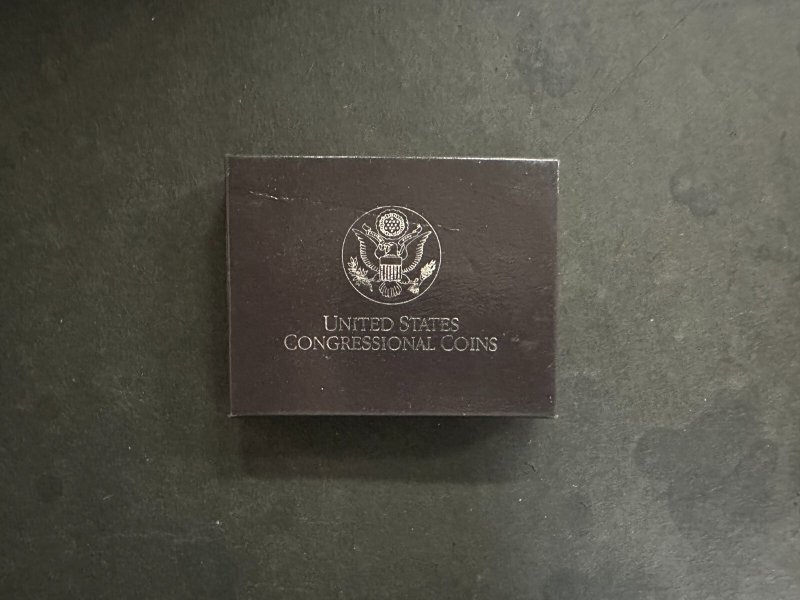 United States
Congressional Coins